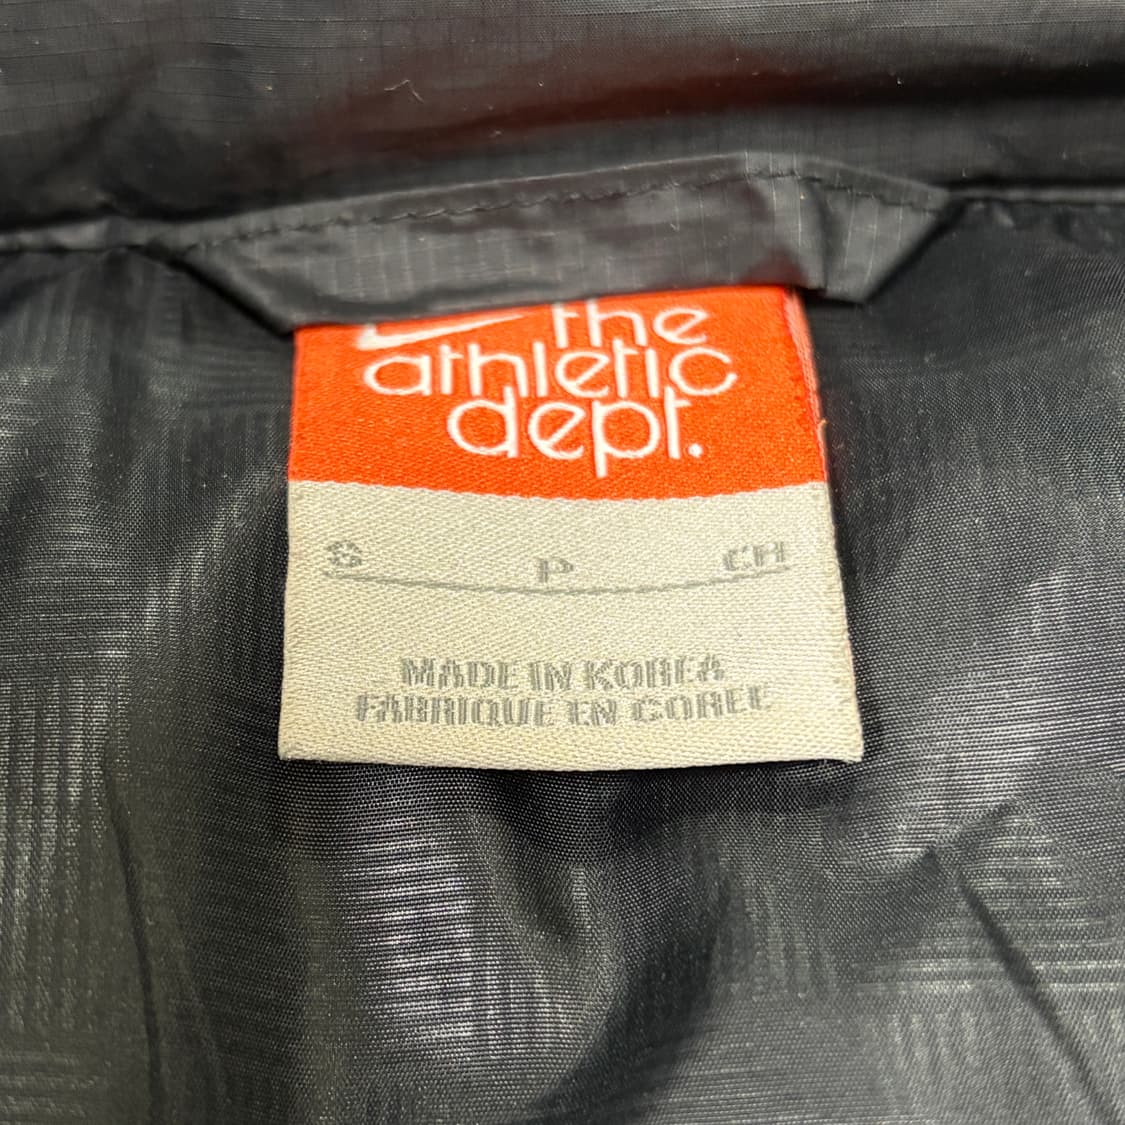 the
athletic
dept.
S P CH
MADE IN KOREA
FABRIQUE EN COREE